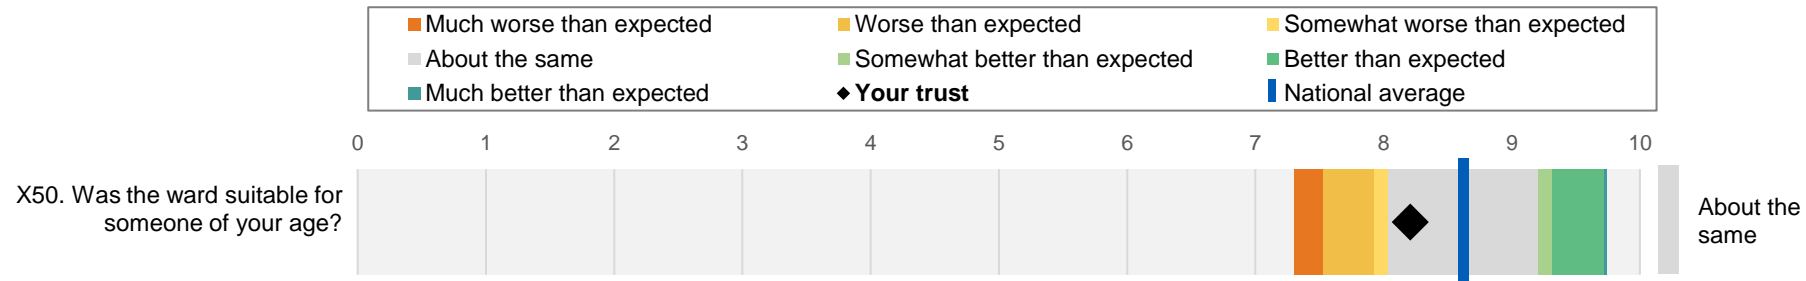 Much worse than expected
Worse than expected
Somewhat worse than expected
About the same
Somewhat better than expected
Better than expected
Much better than expected
Your trust
National average
0 1 2 3 4 5 6 7 8 9 10
X50. Was the ward suitable for
someone of your age?
About the
same